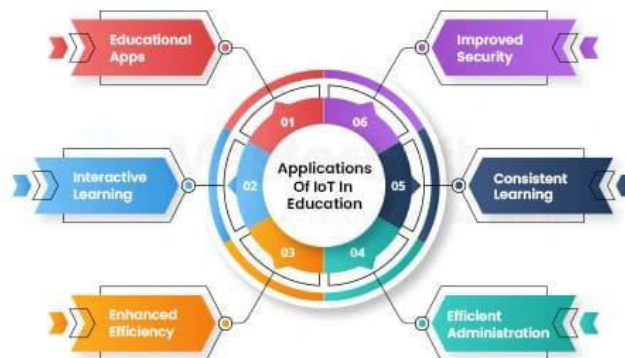 Educational
Apps
01
Interactive
Learning
02
Enhanced
Efficiency
03
Applications
Of IoT In
Education
Improved
Security
06
Consistent
Learning
05
Efficient
Administration
04